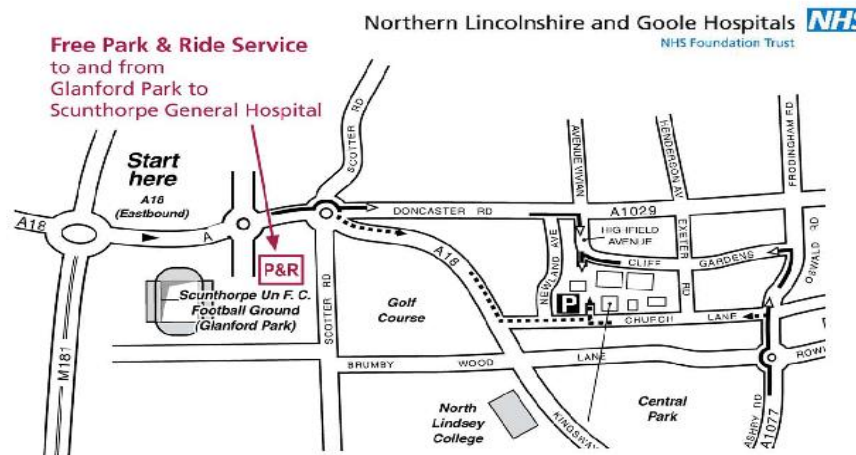 Northern Lincolnshire and Goole Hospitals NHS
NHS Foundation Trust
Free Park & Ride Service
to and from
Glanford Park to
Scunthorpe General Hospital
Start
here
A18
(Eastbound)
A18
A
SCOTTER RD
AVENUE VIVIAN
HENDERSON AV
FRODINGHAM RD
DONCASTER RD
A1029
HIGHFIELD
AVENUE
EXETER
RD
OSWALD RD
NEWLAND AVE
CLIFF GARDENS
A18
P&R
Scunthorpe Un F. C.
Football Ground
(Glanford Park)
SCOTTER RD
Golf
Course
P
CHURCH LANE
M181
BRUMBY WOOD LANE
North
Lindsey
College
KINGSWAY
Central
Park
ASHRY RD
A1077